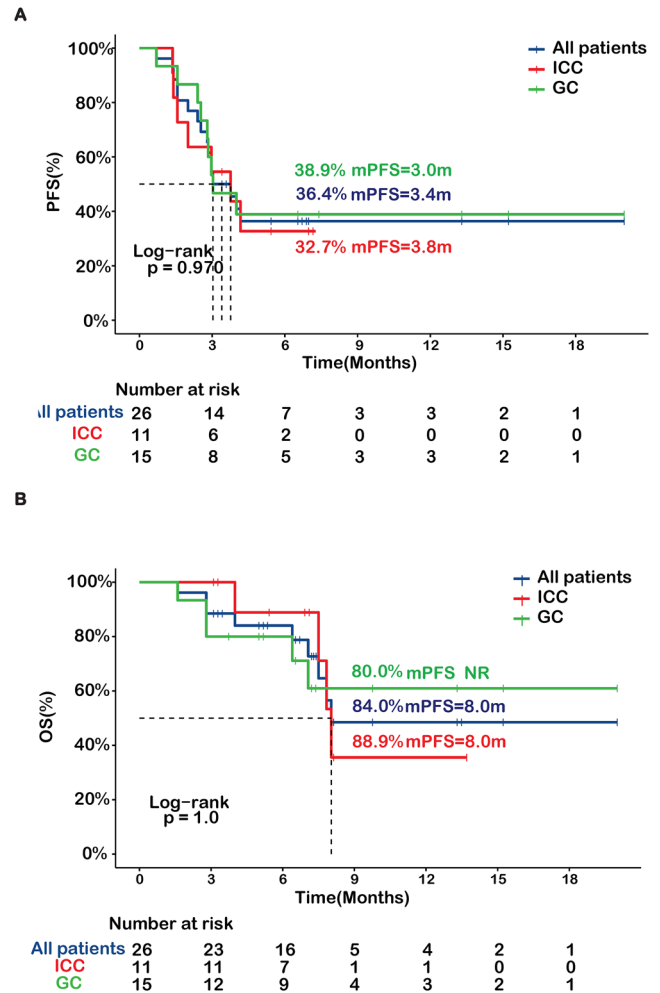 A
100%
80%
60%
40%
20%
0%
PFS(%)
All patients
ICC
GC
38.9% mPFS=3.0m
36.4% mPFS=3.4m
32.7% mPFS=3.8m
Log-rank
p = 0.970
0 3 6 9 12 15 18
Time(Months)
Number at risk
ll patients 26 14 7 3 3 2 1
ICC 11 6 2 0 0 0 0
GC 15 8 5 3 3 2 1
B
100%
80%
60%
40%
20%
0%
OS(%)
All patients
ICC
GC
80.0% mPFS NR
84.0% mPFS=8.0m
88.9% mPFS=8.0m
Log-rank
p = 1.0
0 3 6 9 12 15 18
Time(Months)
Number at risk
All patients 26 23 16 5 4 2 1
ICC 11 11 7 1 1 0 0
GC 15 12 9 4 3 2 1